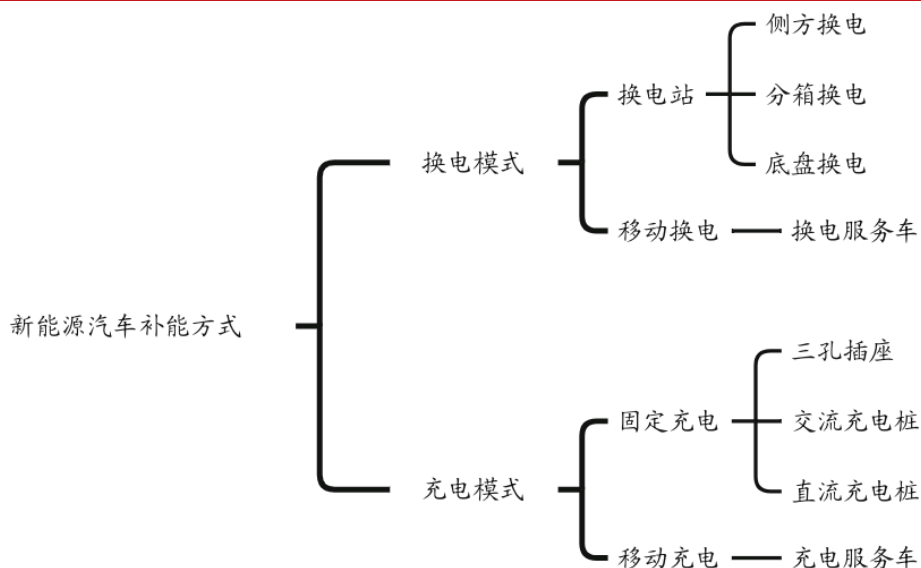 侧方换电
换电站
分箱换电
底盘换电
换电模式
移动换电
换电服务车
新能源汽车补能方式
三孔插座
固定充电
交流充电桩
直流充电桩
充电模式
移动充电
充电服务车